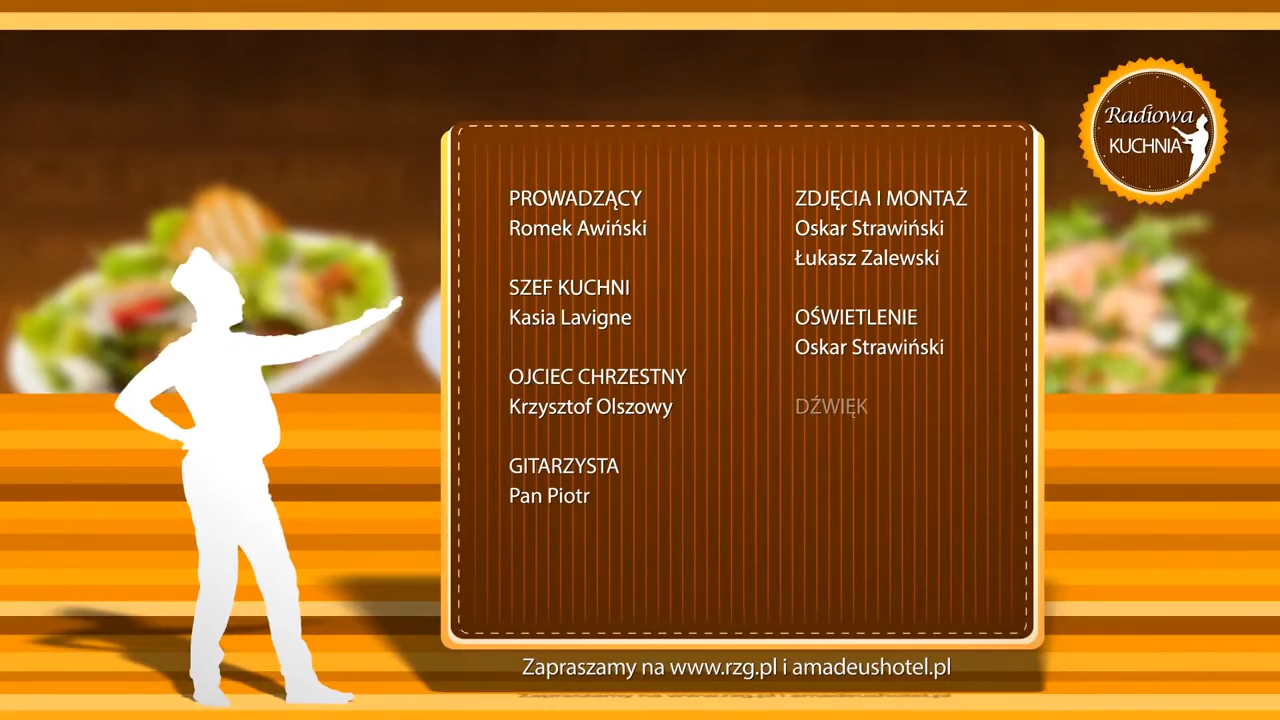 Radiowa
KUCHNIA
PROWADZĄCY
Romek Awiński
SZEF KUCHNI
Kasia Lavigne
OJCIEC CHRZESTNY
Krzysztof Olszowy
GITARZYSTA
Pan Piotr
ZDJĘCIA I MONTAŻ
Oskar Strawiński
Łukasz Zalewski
OŚWIETLENIE
Oskar Strawiński
DŹWIĘK
Zapraszamy na www.rzg.pl i amadeushotel.pl